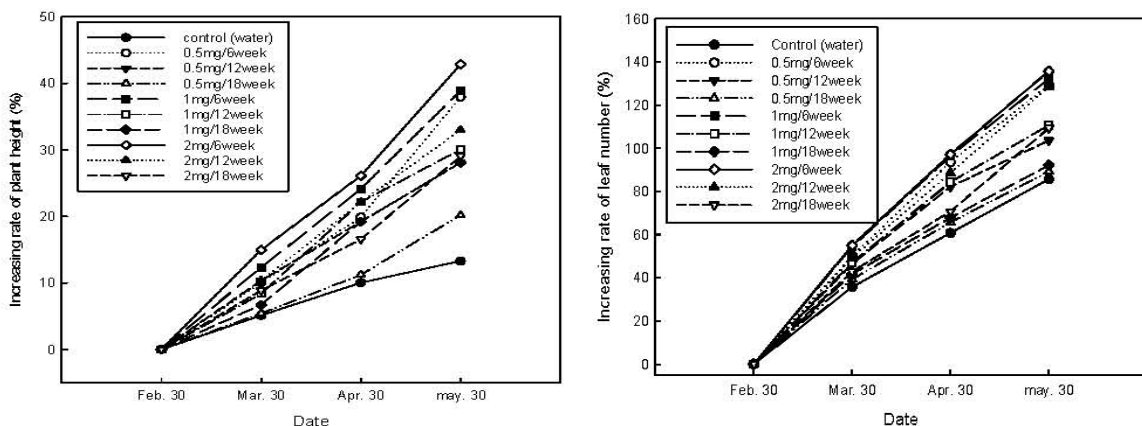 Increasing rate of plant height (%)
50
40
30
20
10
0
control (water)
0.5mg/6week
0.5mg/12week
0.5mg/18week
1mg/6week
1mg/12week
1mg/18week
2mg/6week
2mg/12week
2mg/18week
Feb. 30
Mar. 30
Apr. 30
may. 30
Date
Increasing rate of leaf number (%)
160
140
120
100
80
60
40
20
0
Control (water)
0.5mg/6week
0.5mg/12week
0.5mg/18week
1mg/6week
1mg/12week
1mg/18week
2mg/6week
2mg/12week
2mg/18week
Feb. 30
Mar. 30
Apr. 30
may. 30
Date